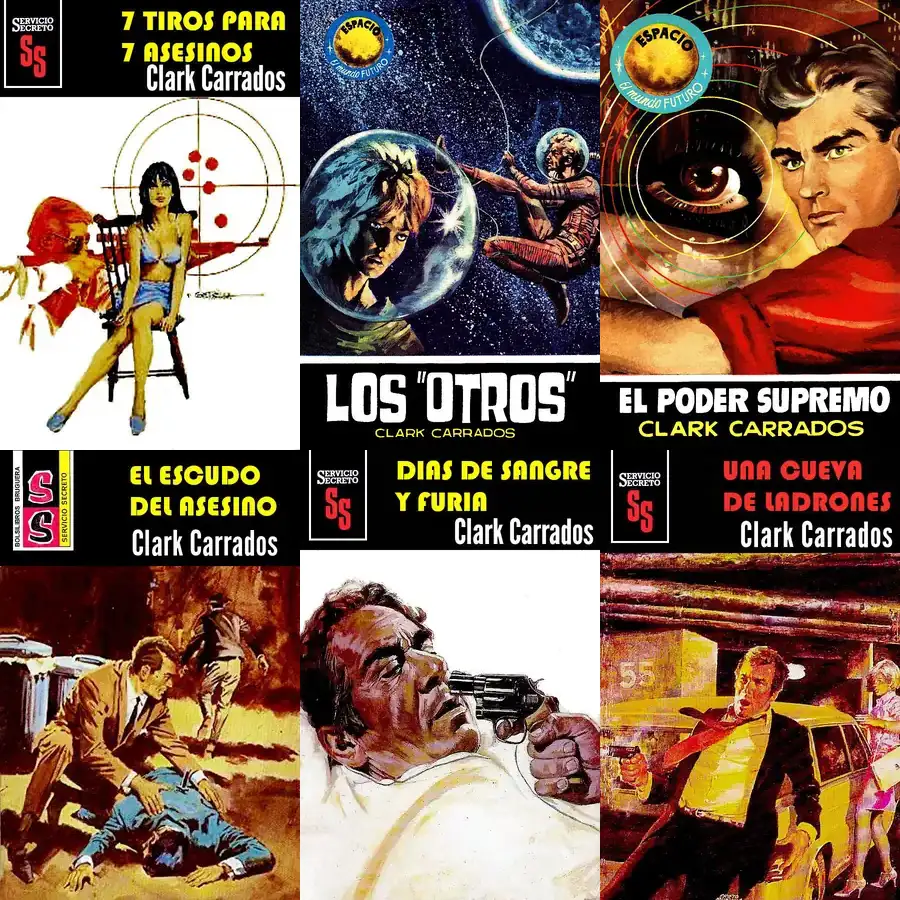 SERVICIO
SECRETO
SS
7 TIROS PARA
7 ASESINOS
Clark Carrados
ESPACIO
El mundo FUTURO
LOS "OTROS"
CLARK CARRADOS
ESPACIO
El mundo FUTURO
EL PODER SUPREMO
CLARK CARRADOS
BOLSILIBROS BRUGUERA
SS
SERVICIO SECRETO
EL ESCUDO
DEL ASESINO
Clark Carrados
SERVICIO
SECRETO
SS
DIAS DE SANGRE
Y FURIA
Clark Carrados
SERVICIO
SECRETO
SS
UNA CUEVA
DE LADRONES
Clark Carrados
55